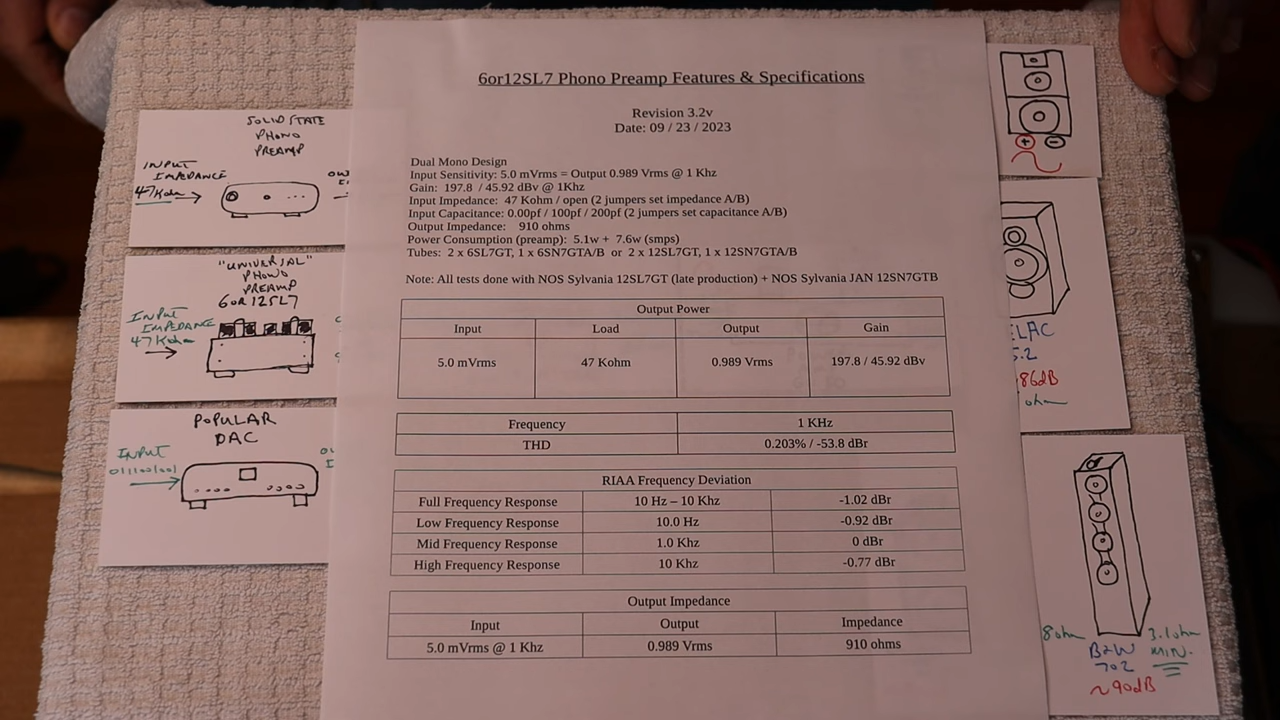 6or12SL7 Phono Preamp Features & Specifications
Revision 3.2v
Date: 09 / 23 / 2023
Dual Mono Design
Input Sensitivity: 5.0 mVrms = Output 0.989 Vrms @ 1 Khz
Gain: 197.8 / 45.92 dBv @ 1Khz
Input Impedance: 47 Kohm / open (2 jumpers set impedance A/B)
Input Capacitance: 0.00pf / 100pf / 200pf (2 jumpers set capacitance A/B)
Output Impedance: 910 ohms
Power Consumption (preamp): 5.1w + 7.6w (smps)
Tubes: 2 x 6SL7GT, 1 x 6SN7GTA/B or 2 x 12SL7GT, 1 x 12SN7GTA/B
Note: All tests done with NOS Sylvania 12SL7GT (late production) + NOS Sylvania JAN 12SN7GTB
Output Power
Input Load Output Gain
5.0 mVrms 47 Kohm 0.989 Vrms 197.8 / 45.92 dBv
Frequency 1 KHz
THD 0.203% / -53.8 dBr
RIAA Frequency Deviation
Full Frequency Response 10 Hz – 10 Khz -1.02 dBr
Low Frequency Response 10.0 Hz -0.92 dBr
Mid Frequency Response 1.0 Khz 0 dBr
High Frequency Response 10 Khz -0.77 dBr
Output Impedance
Input Output Impedance
5.0 mVrms @ 1 Khz 0.989 Vrms 910 ohms
SOLID STATE
PHONO
PREAMP
INPUT
IMPEDANCE
47Kohm
"UNIVERSAL"
PHONO
PREAMP
6OR12SL7
INPUT
IMPEDANCE
47Kohm
POPULAR
DAC
INPUT
011001001
+ -
ELAC
5.2
86dB
ohm
8ohm
B&W
702
~90dB
3.1ohm
MIN.